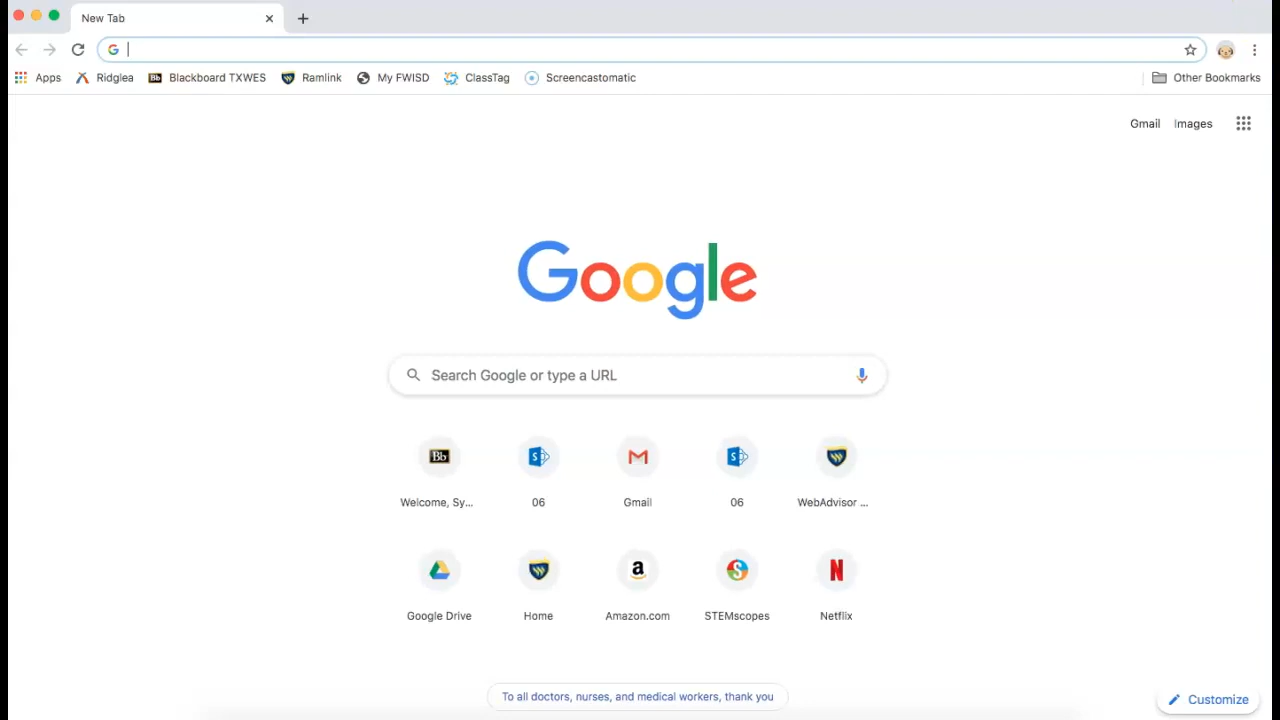 New Tab
Apps Ridglea Blackboard TXWES Ramlink My FWISD ClassTag Screencastomatic Other Bookmarks
Gmail Images
Google
Search Google or type a URL
Welcome, Sy... 06 Gmail 06 WebAdvisor ...
Google Drive Home Amazon.com STEMscopes Netflix
To all doctors, nurses, and medical workers, thank you
Customize